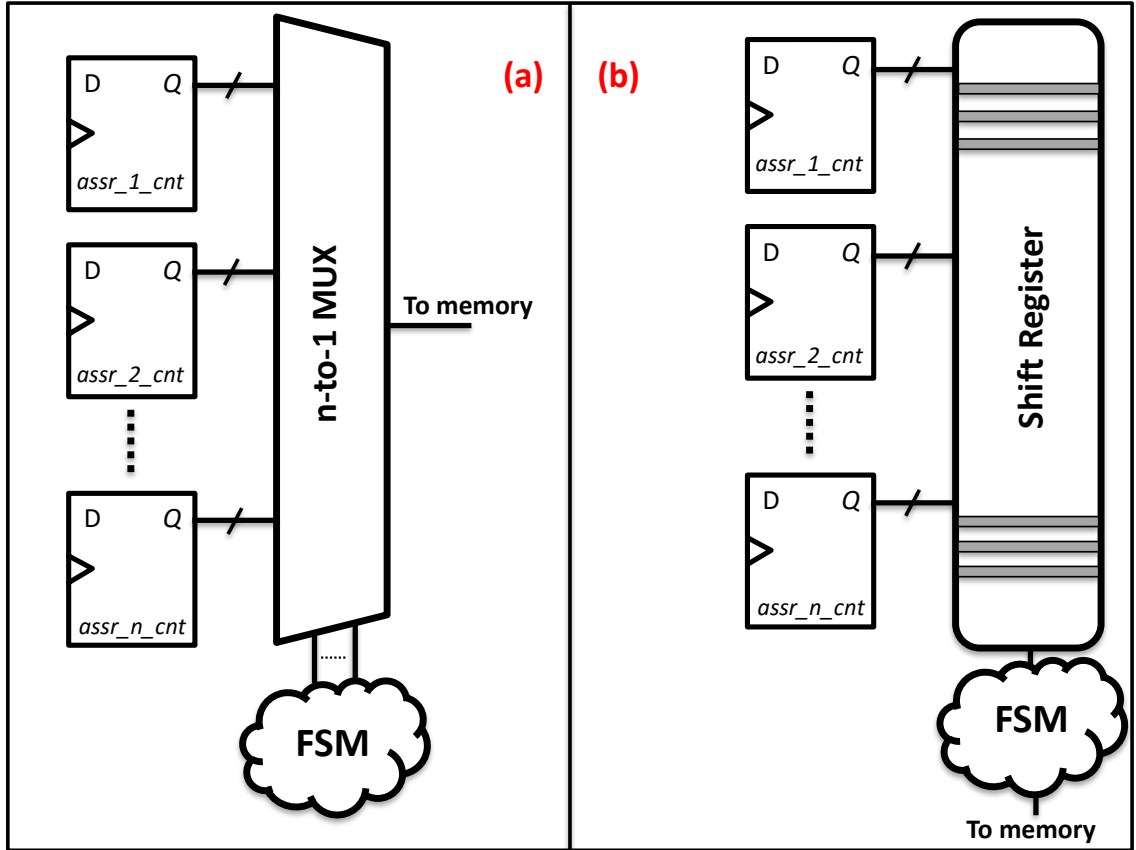 (a)
D Q
assr_1_cnt
D Q
assr_2_cnt
D Q
assr_n_cnt
n-to-1 MUX
To memory
......
FSM
(b)
D Q
assr_1_cnt
D Q
assr_2_cnt
D Q
assr_n_cnt
Shift Register
FSM
To memory